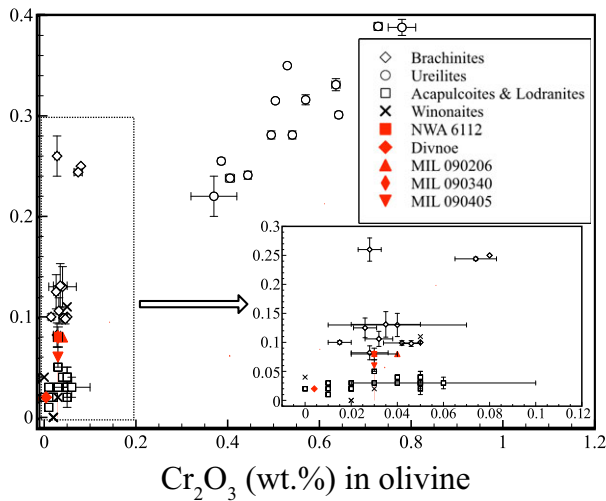 0.4
Brachinites
Ureilites
Acapulcoites & Lodranites
Winonaites
NWA 6112
Divnoe
MIL 090206
MIL 090340
MIL 090405
0.3
0.2
0.1
0
0.3
0.25
0.2
0.15
0.1
0.05
0
0 0.02 0.04 0.06 0.08 0.1 0.12
0 0.2 0.4 0.6 0.8 1 1.2
Cr₂O₃ (wt.%) in olivine